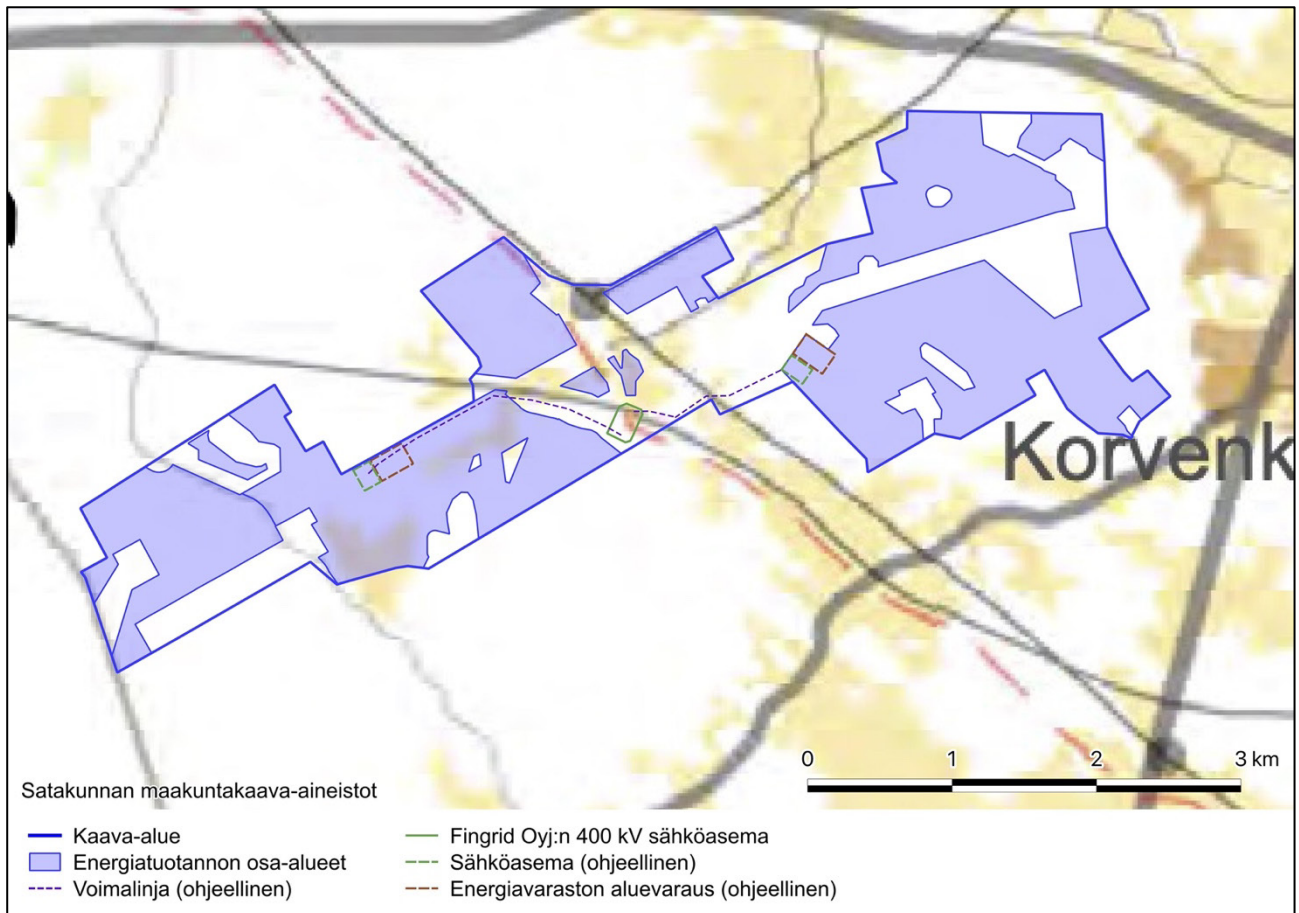 Korvenk
0 1 2 3 km
Satakunnan maakuntakaava-aineistot
Kaava-alue
Energiatuotannon osa-alueet
Voimalinja (ohjeellinen)
Fingrid Oyj:n 400 kV sähköasema
Sähköasema (ohjeellinen)
Energiavaraston aluevaraus (ohjeellinen)